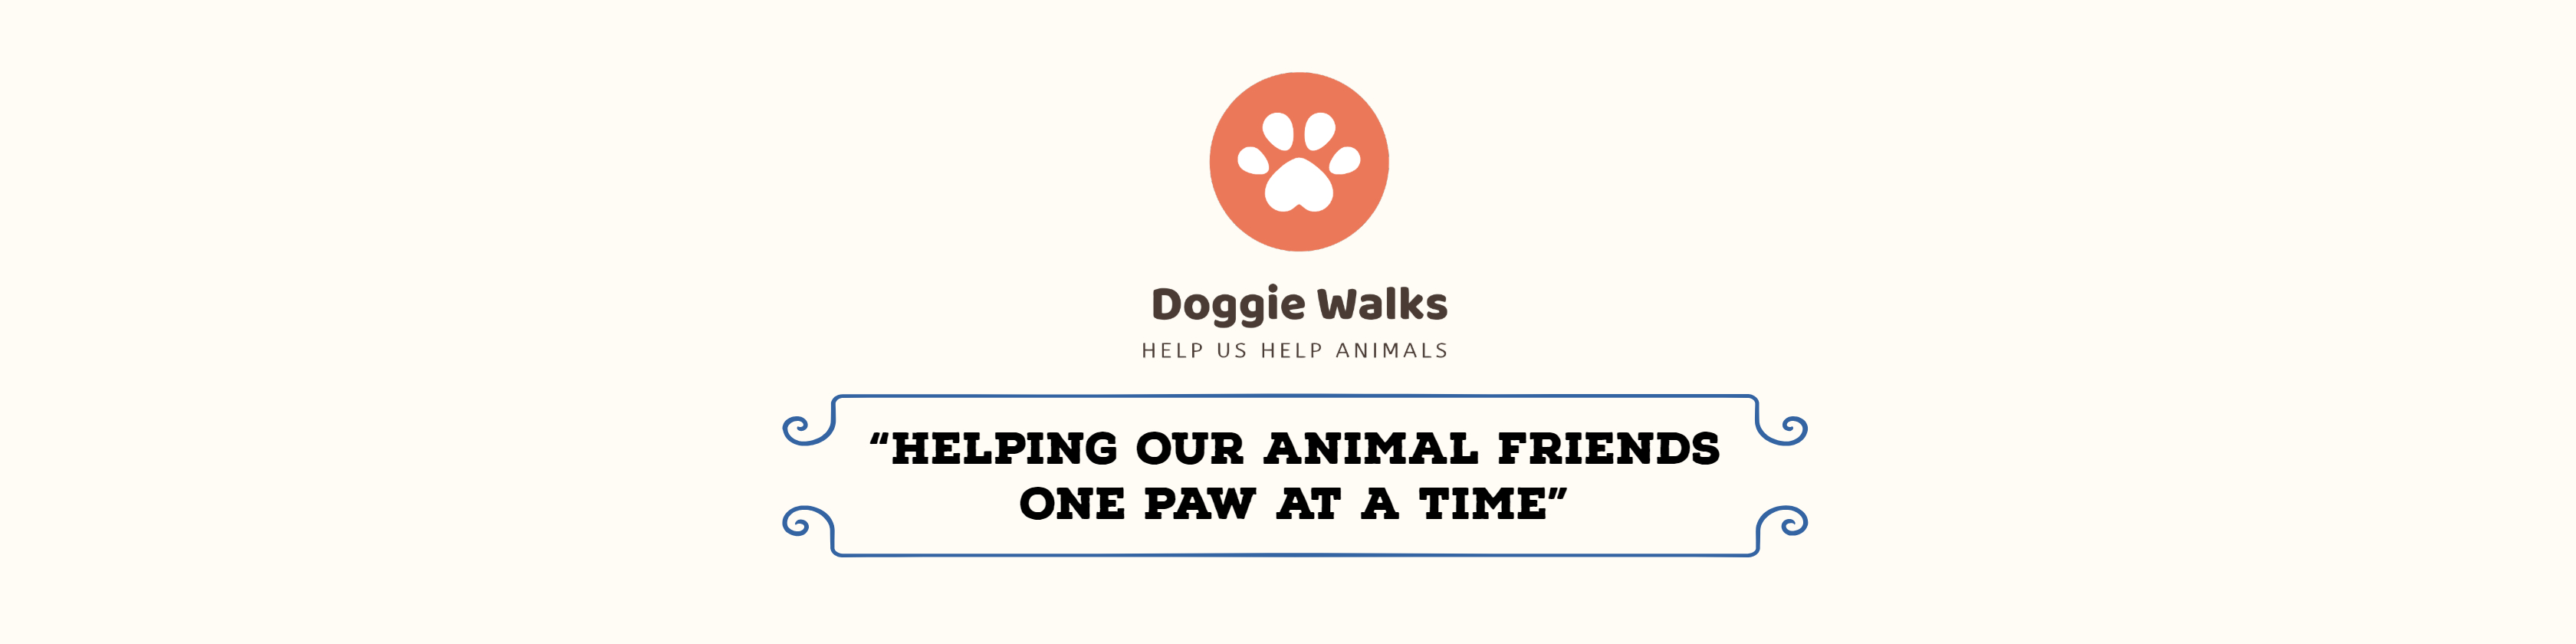 Doggie Walks
HELP US HELP ANIMALS
“HELPING OUR ANIMAL FRIENDS
ONE PAW AT A TIME”